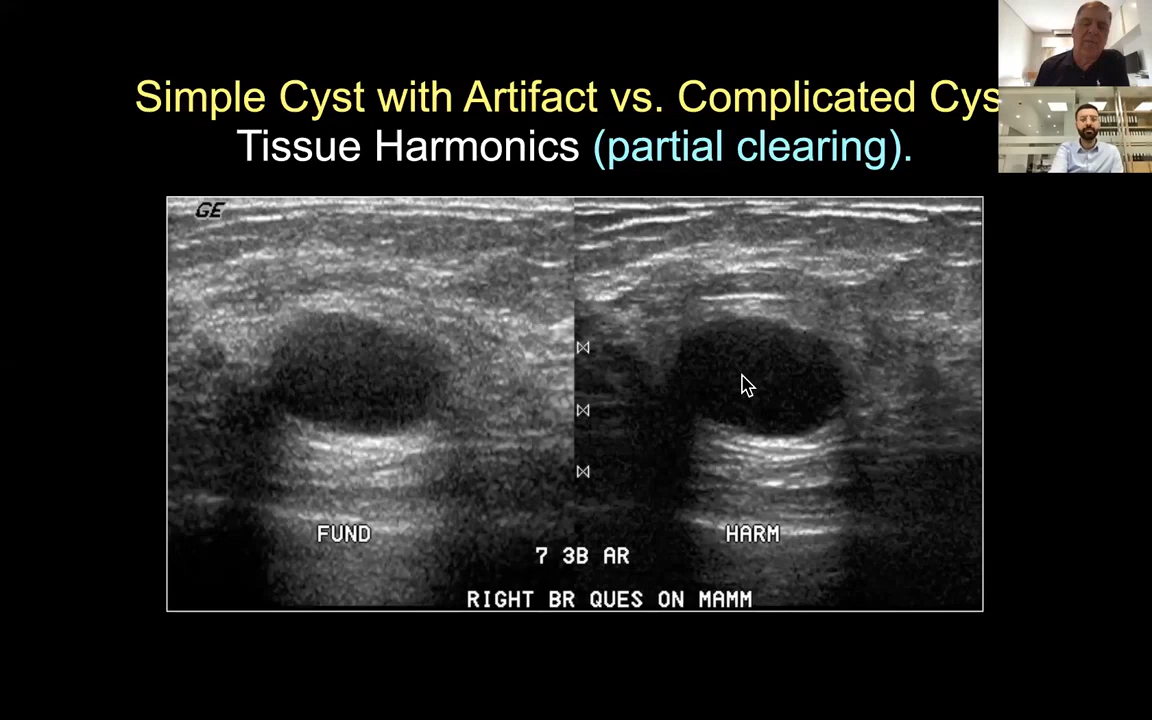 Simple Cyst with Artifact vs. Complicated Cys
Tissue Harmonics (partial clearing).
GE
FUND
HARM
7 3B AR
RIGHT BR QUES ON MAMM